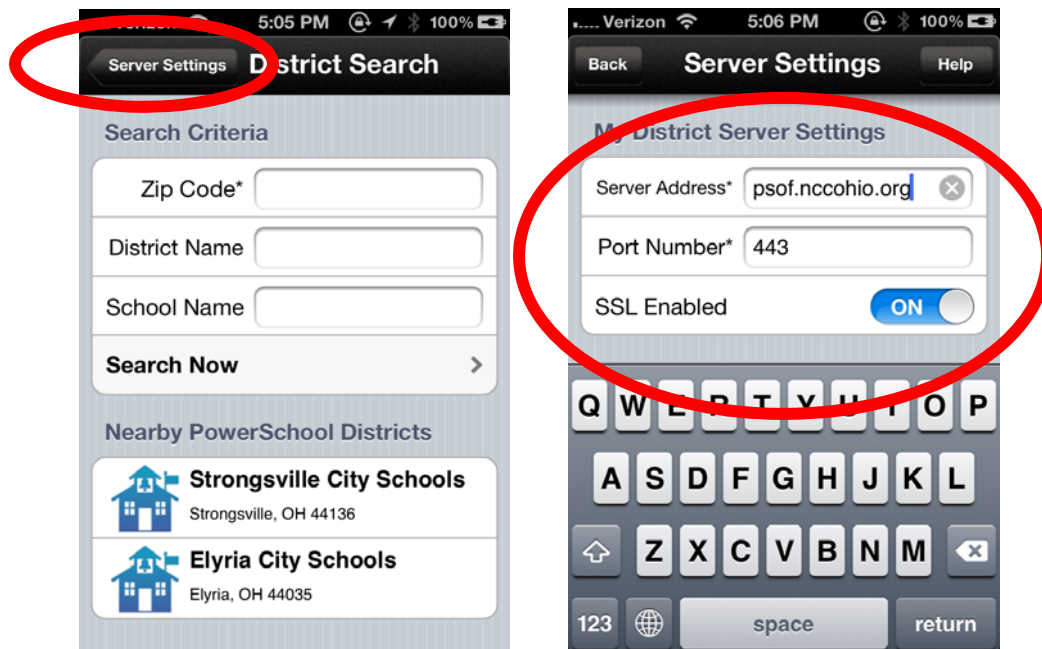 5:05 PM 100%
Server Settings District Search
Search Criteria
Zip Code*
District Name
School Name
Search Now
Nearby PowerSchool Districts
Strongsville City Schools
Strongsville, OH 44136
Elyria City Schools
Elyria, OH 44035
Verizon 5:06 PM 100%
Back Server Settings Help
My District Server Settings
Server Address* psof.nccohio.org
Port Number* 443
SSL Enabled ON
Q W E R T Y U I O P
A S D F G H J K L
Z X C V B N M
123 space return